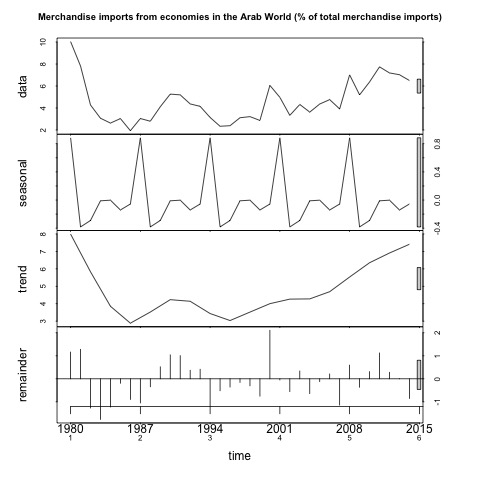 Merchandise imports from economies in the Arab World (% of total merchandise imports)
data
2 4 6 8 10
seasonal
-0.4 0.0 0.4 0.8
trend
3 4 5 6 7 8
remainder
-1 0 1 2
1980 1987 1994 2001 2008 2015
1 2 3 4 5 6
time